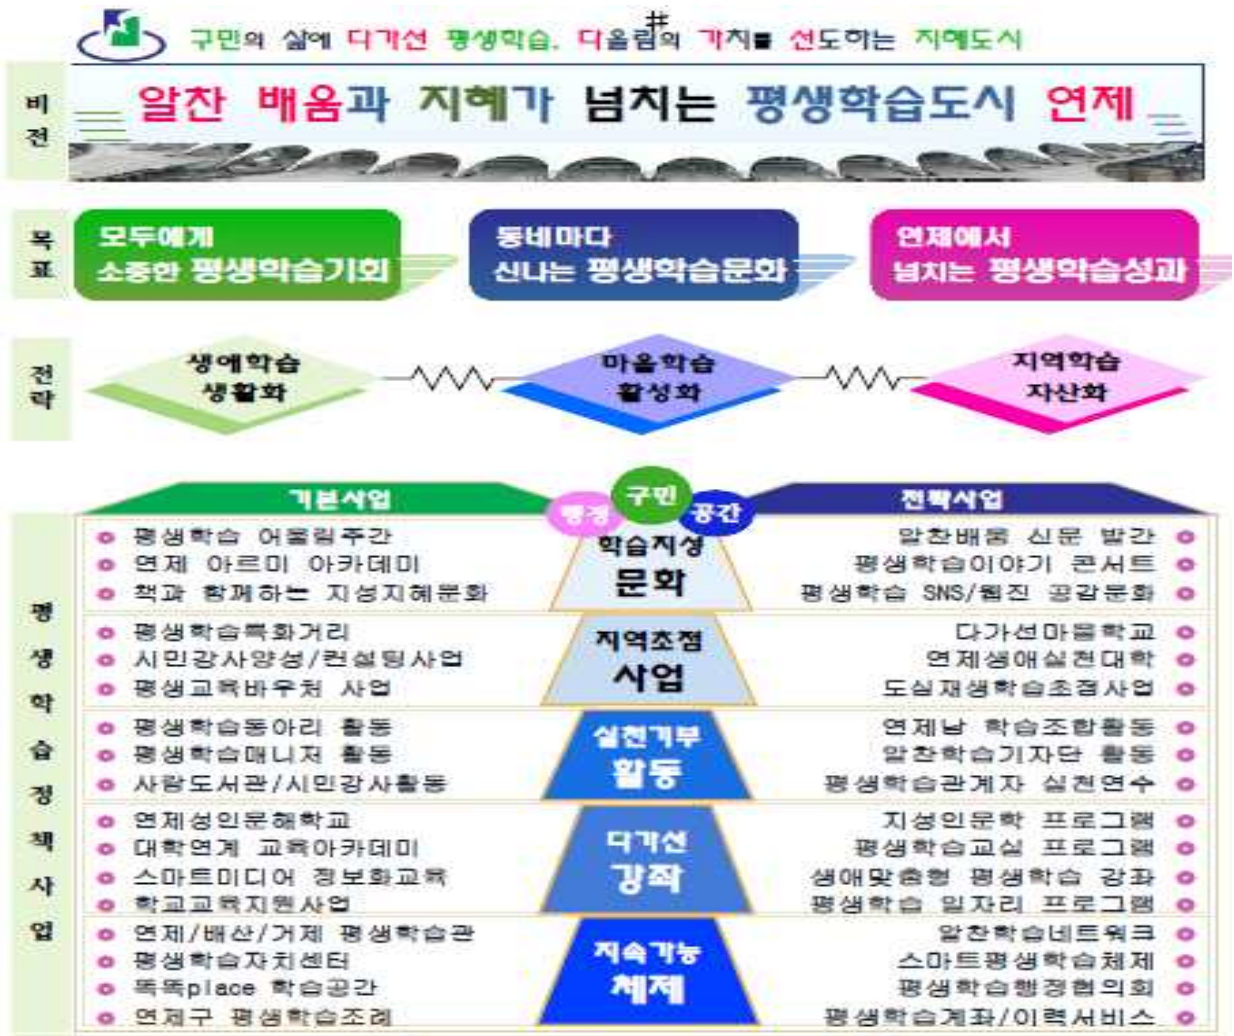 구민의 삶에 다가선 평생학습, 다올림의 가치를 선도하는 지혜도시
#
비전
알찬 배움과 지혜가 넘치는 평생학습도시 연제
목표
모두에게
소중한 평생학습기회
동네마다
신나는 평생학습문화
연제에서
넘치는 평생학습성과
전략
생애학습
생활화
마을학습
활성화
지역학습
자산화
기본사업
행정
구민
공간
전략사업
평생학습정책사업
평생학습 어울림주간
연제 아르미 아카데미
책과 함께하는 지성지혜문화
학습지성
문화
알찬배움 신문 발간
평생학습이야기 콘서트
평생학습 SNS/웹진 공감문화
평생학습특화거리
시민강사양성/컨설팅사업
평생교육바우처 사업
지역초점
사업
다가선마을학교
연제생애실천대학
도심재생학습초점사업
평생학습동아리 활동
평생학습매니저 활동
사람도서관/시민강사활동
실천기부
활동
연제날 학습조합활동
알찬학습기자단 활동
평생학습관계자 실천연수
연제성인문해학교
대학연계 교육아카데미
스마트미디어 정보화교육
학교교육지원사업
다가선
강좌
지성인문학 프로그램
평생학습교실 프로그램
생애맞춤형 평생학습 강좌
평생학습 일자리 프로그램
연제/배산/거제 평생학습관
평생학습자치센터
똑똑place 학습공간
연제구 평생학습조례
지속가능
체제
알찬학습네트워크
스마트평생학습체제
평생학습행정협의회
평생학습계좌/이력서비스